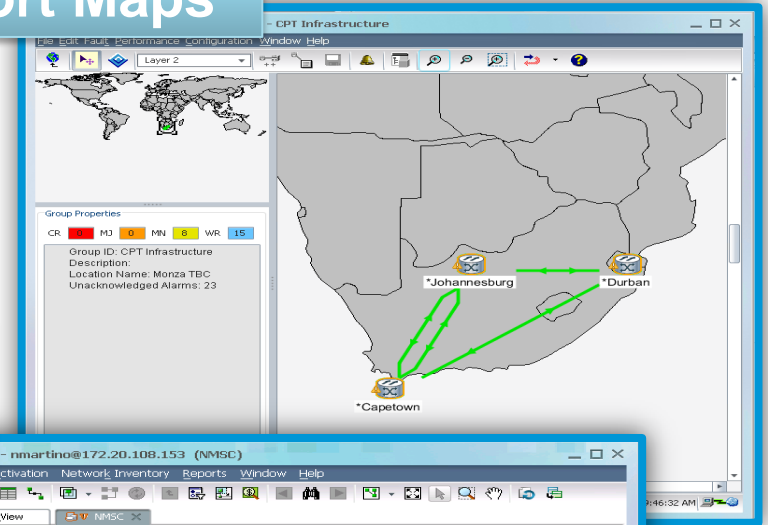 ort Maps
- CPT Infrastructure
File Edit Fault Performance Configuration Window Help
Layer 2
Group Properties
CR 0 MJ 0 MN 8 WR 15
Group ID: CPT Infrastructure
Description:
Location Name: Monza TBC
Unacknowledged Alarms: 23
*Johannesburg
*Durban
*Capetown
- nmartino@172.20.108.153 (NMSC)
ctivation Network Inventory Reports Window Help
View
NMSC
:46:32 AM